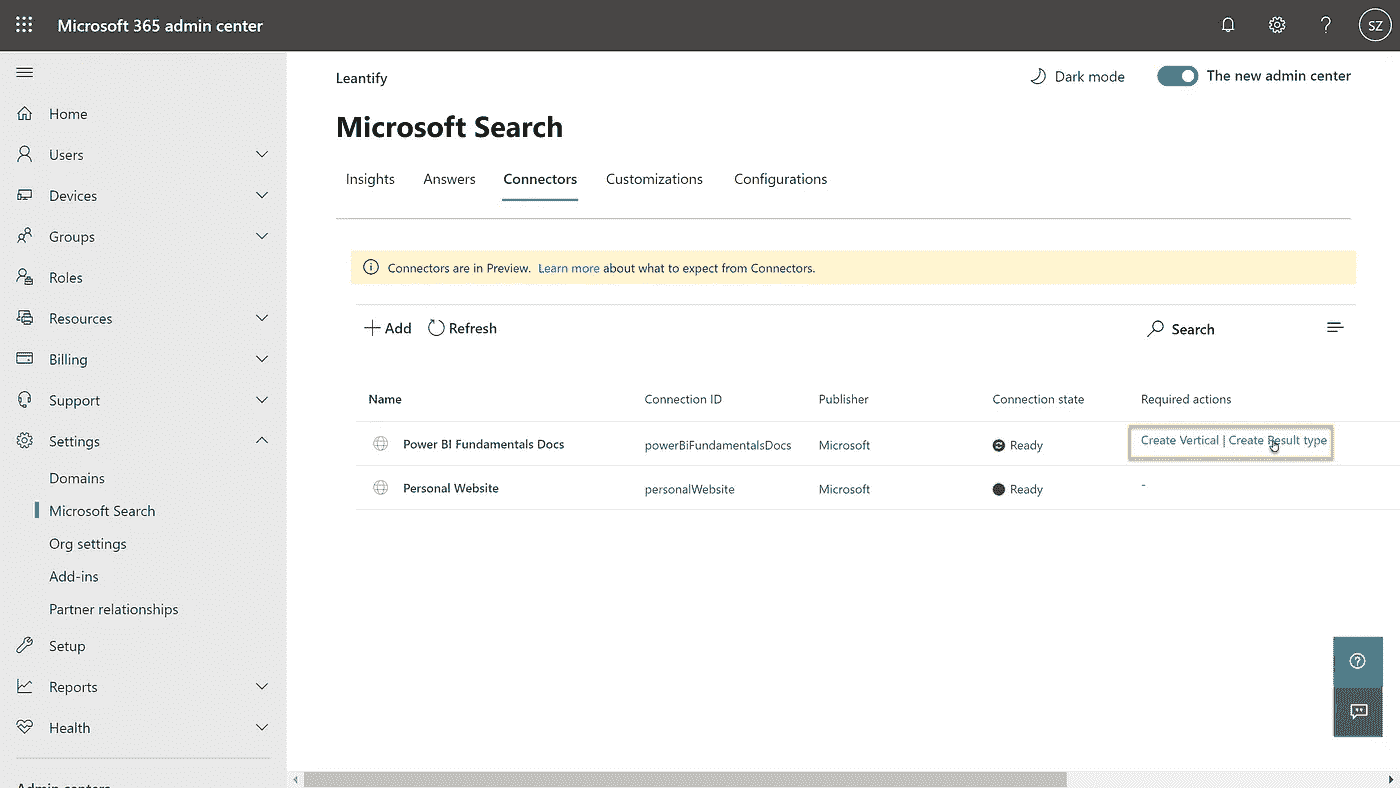 Microsoft 365 admin center
SZ
Leantify
Dark mode
The new admin center
Microsoft Search
Insights
Answers
Connectors
Customizations
Configurations
Connectors are in Preview. Learn more about what to expect from Connectors.
Add
Refresh
Search
Name
Connection ID
Publisher
Connection state
Required actions
Power BI Fundamentals Docs
powerBiFundamentalsDocs
Microsoft
Ready
Create Vertical | Create Result type
Personal Website
personalWebsite
Microsoft
Ready
-
Home
Users
Devices
Groups
Roles
Resources
Billing
Support
Settings
Domains
Microsoft Search
Org settings
Add-ins
Partner relationships
Setup
Reports
Health
Admin centers